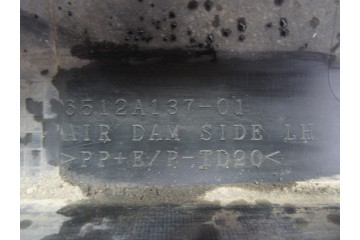 6512A137-01
AIR DAM SIDE LH
>PP+E/P-TD20<